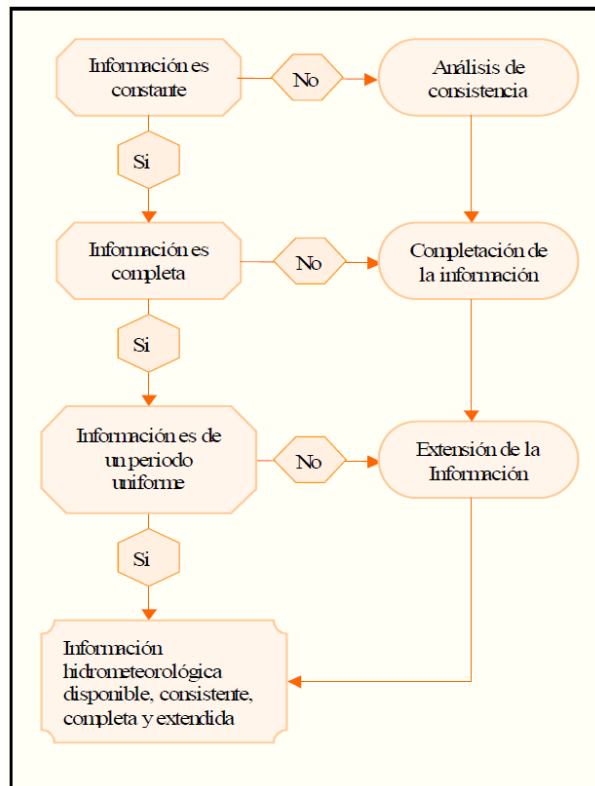 Información es
constante
No
Análisis de
consistencia
Si
Información es
completa
No
Completación de
la información
Si
Información es de
un periodo
uniforme
No
Extensión de la
Información
Si
Información
hidrometeorológica
disponible, consistente,
completa y extendida